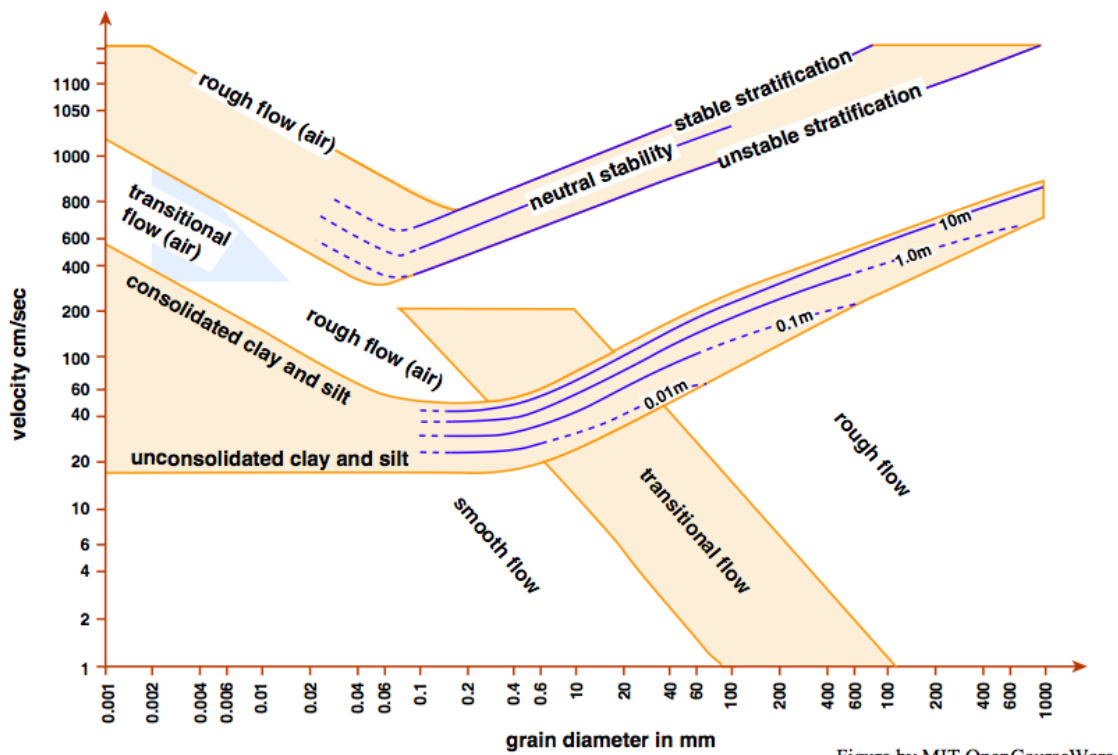 velocity cm/sec
1100
1050
1000
800
600
400
200
100
60
40
20
10
6
4
2
1
rough flow (air)
stable stratification
neutral stability
unstable stratification
transitional
flow (air)
consolidated clay and silt
rough flow (air)
10m
1.0m
0.1m
0.01m
unconsolidated clay and silt
smooth flow
transitional flow
rough flow
0.001
0.002
0.004
0.006
0.01
0.02
0.04
0.06
0.1
0.2
0.4
0.6
10
20
40
60
100
400
600
100
200
400
600
1000
grain diameter in mm
Figure by MIT OpenCourseWare